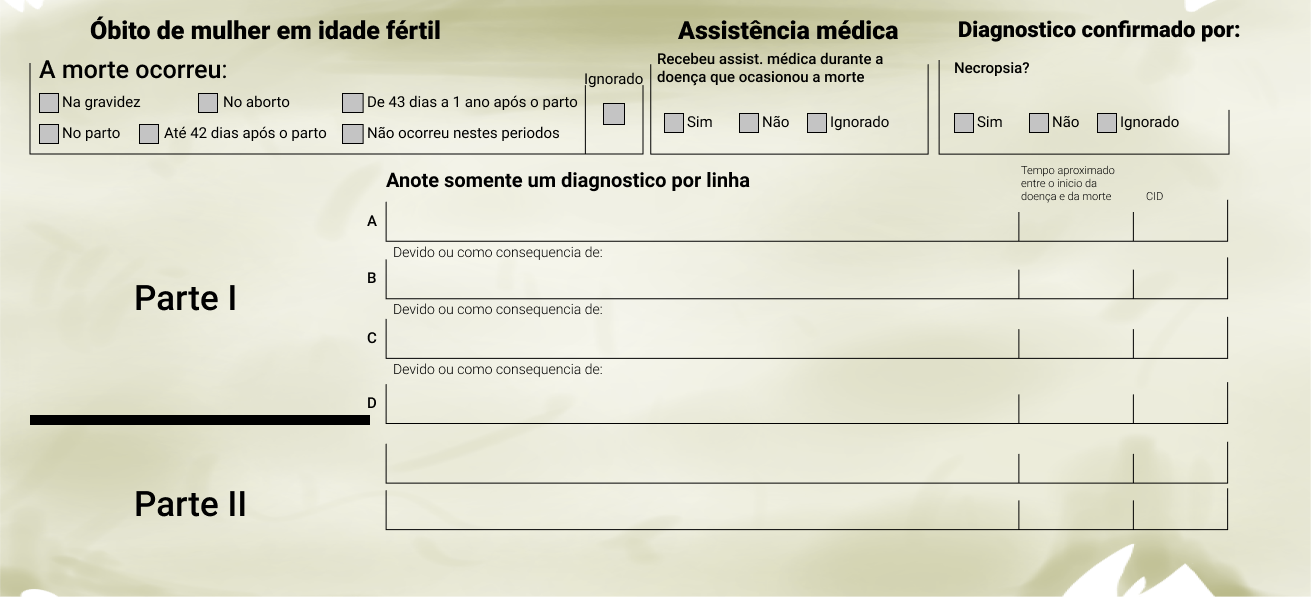 Óbito de mulher em idade fértil
Assistência médica
Diagnostico confirmado por:
A morte ocorreu:
Ignorado
Na gravidez
No aborto
De 43 dias a 1 ano após o parto
No parto
Até 42 dias após o parto
Não ocorreu nestes periodos
Recebeu assist. médica durante a
doença que ocasionou a morte
Sim
Não
Ignorado
Necropsia?
Sim
Não
Ignorado
Anote somente um diagnostico por linha
Tempo aproximado
entre o inicio da
doença e da morte
CID
Parte I
A
Devido ou como consequencia de:
B
Devido ou como consequencia de:
C
Devido ou como consequencia de:
D
Parte II